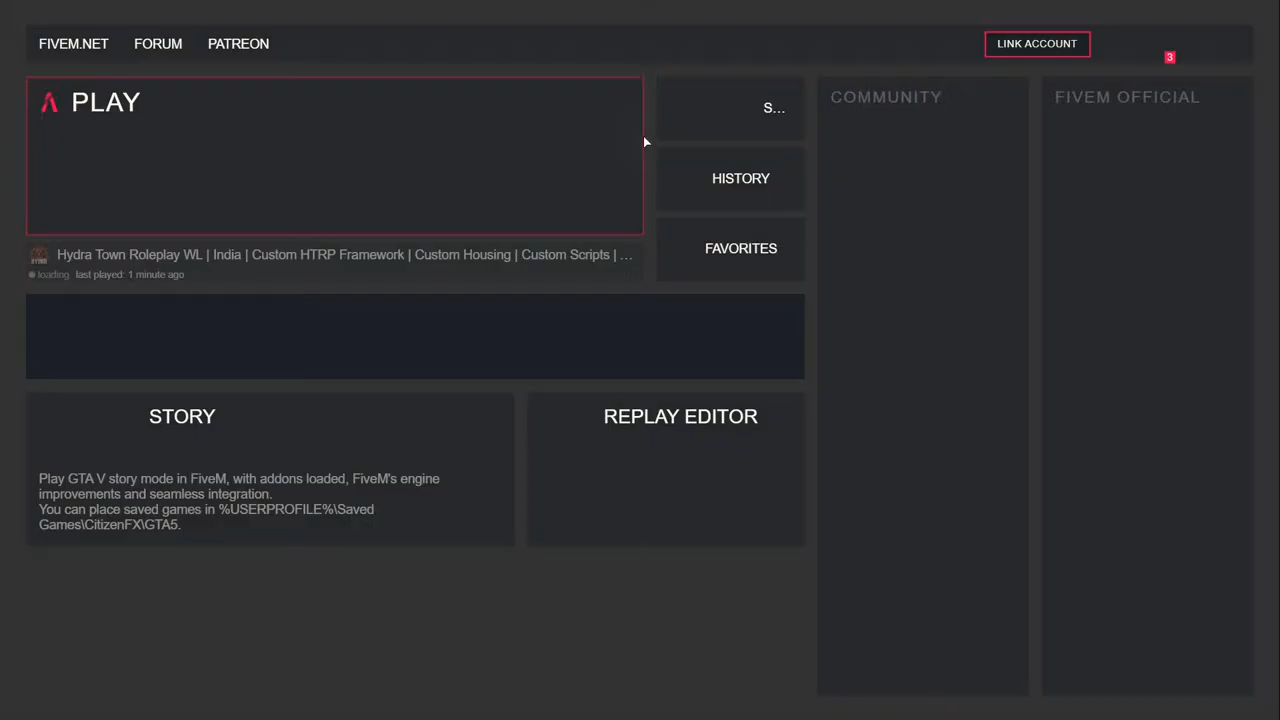 FIVEM.NET FORUM PATREON LINK ACCOUNT
3
PLAY
S...
HISTORY
FAVORITES
Hydra Town Roleplay WL | India | Custom HTRP Framework | Custom Housing | Custom Scripts | ...
loading last played: 1 minute ago
STORY
Play GTA V story mode in FiveM, with addons loaded, FiveM's engine
improvements and seamless integration.
You can place saved games in %USERPROFILE%\Saved
Games\CitizenFX\GTA5.
REPLAY EDITOR
COMMUNITY
FIVEM OFFICIAL